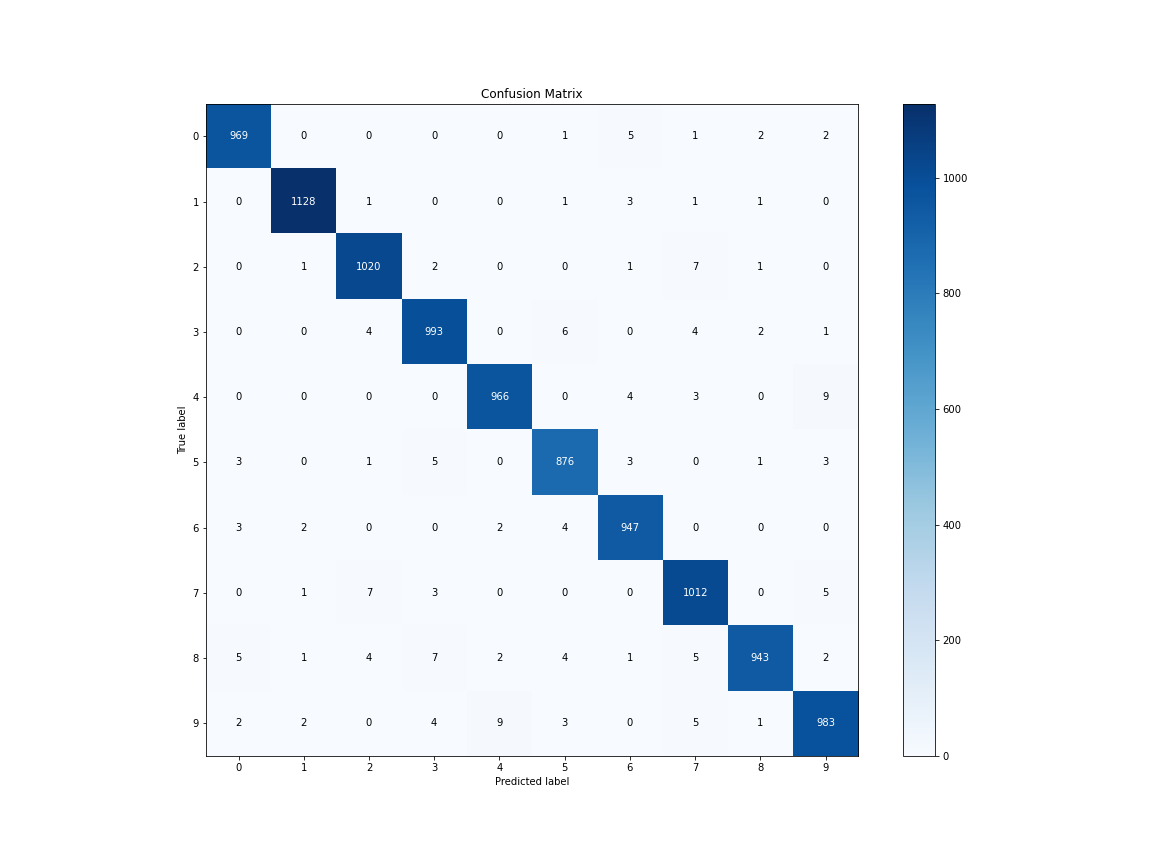 Confusion Matrix
0 969 0 0 0 0 1 5 1 2 2
1 0 1128 1 0 0 1 3 1 1 0
2 0 1 1020 2 0 0 1 7 1 0
3 0 0 4 993 0 6 0 4 2 1
4 0 0 0 0 966 0 4 3 0 9
5 3 0 1 5 0 876 3 0 1 3
6 3 2 0 0 2 4 947 0 0 0
7 0 1 7 3 0 0 0 1012 0 5
8 5 1 4 7 2 4 1 5 943 2
9 2 2 0 4 9 3 0 5 1 983
0 1 2 3 4 5 6 7 8 9
Predicted label
True label
1000
800
600
400
200
0